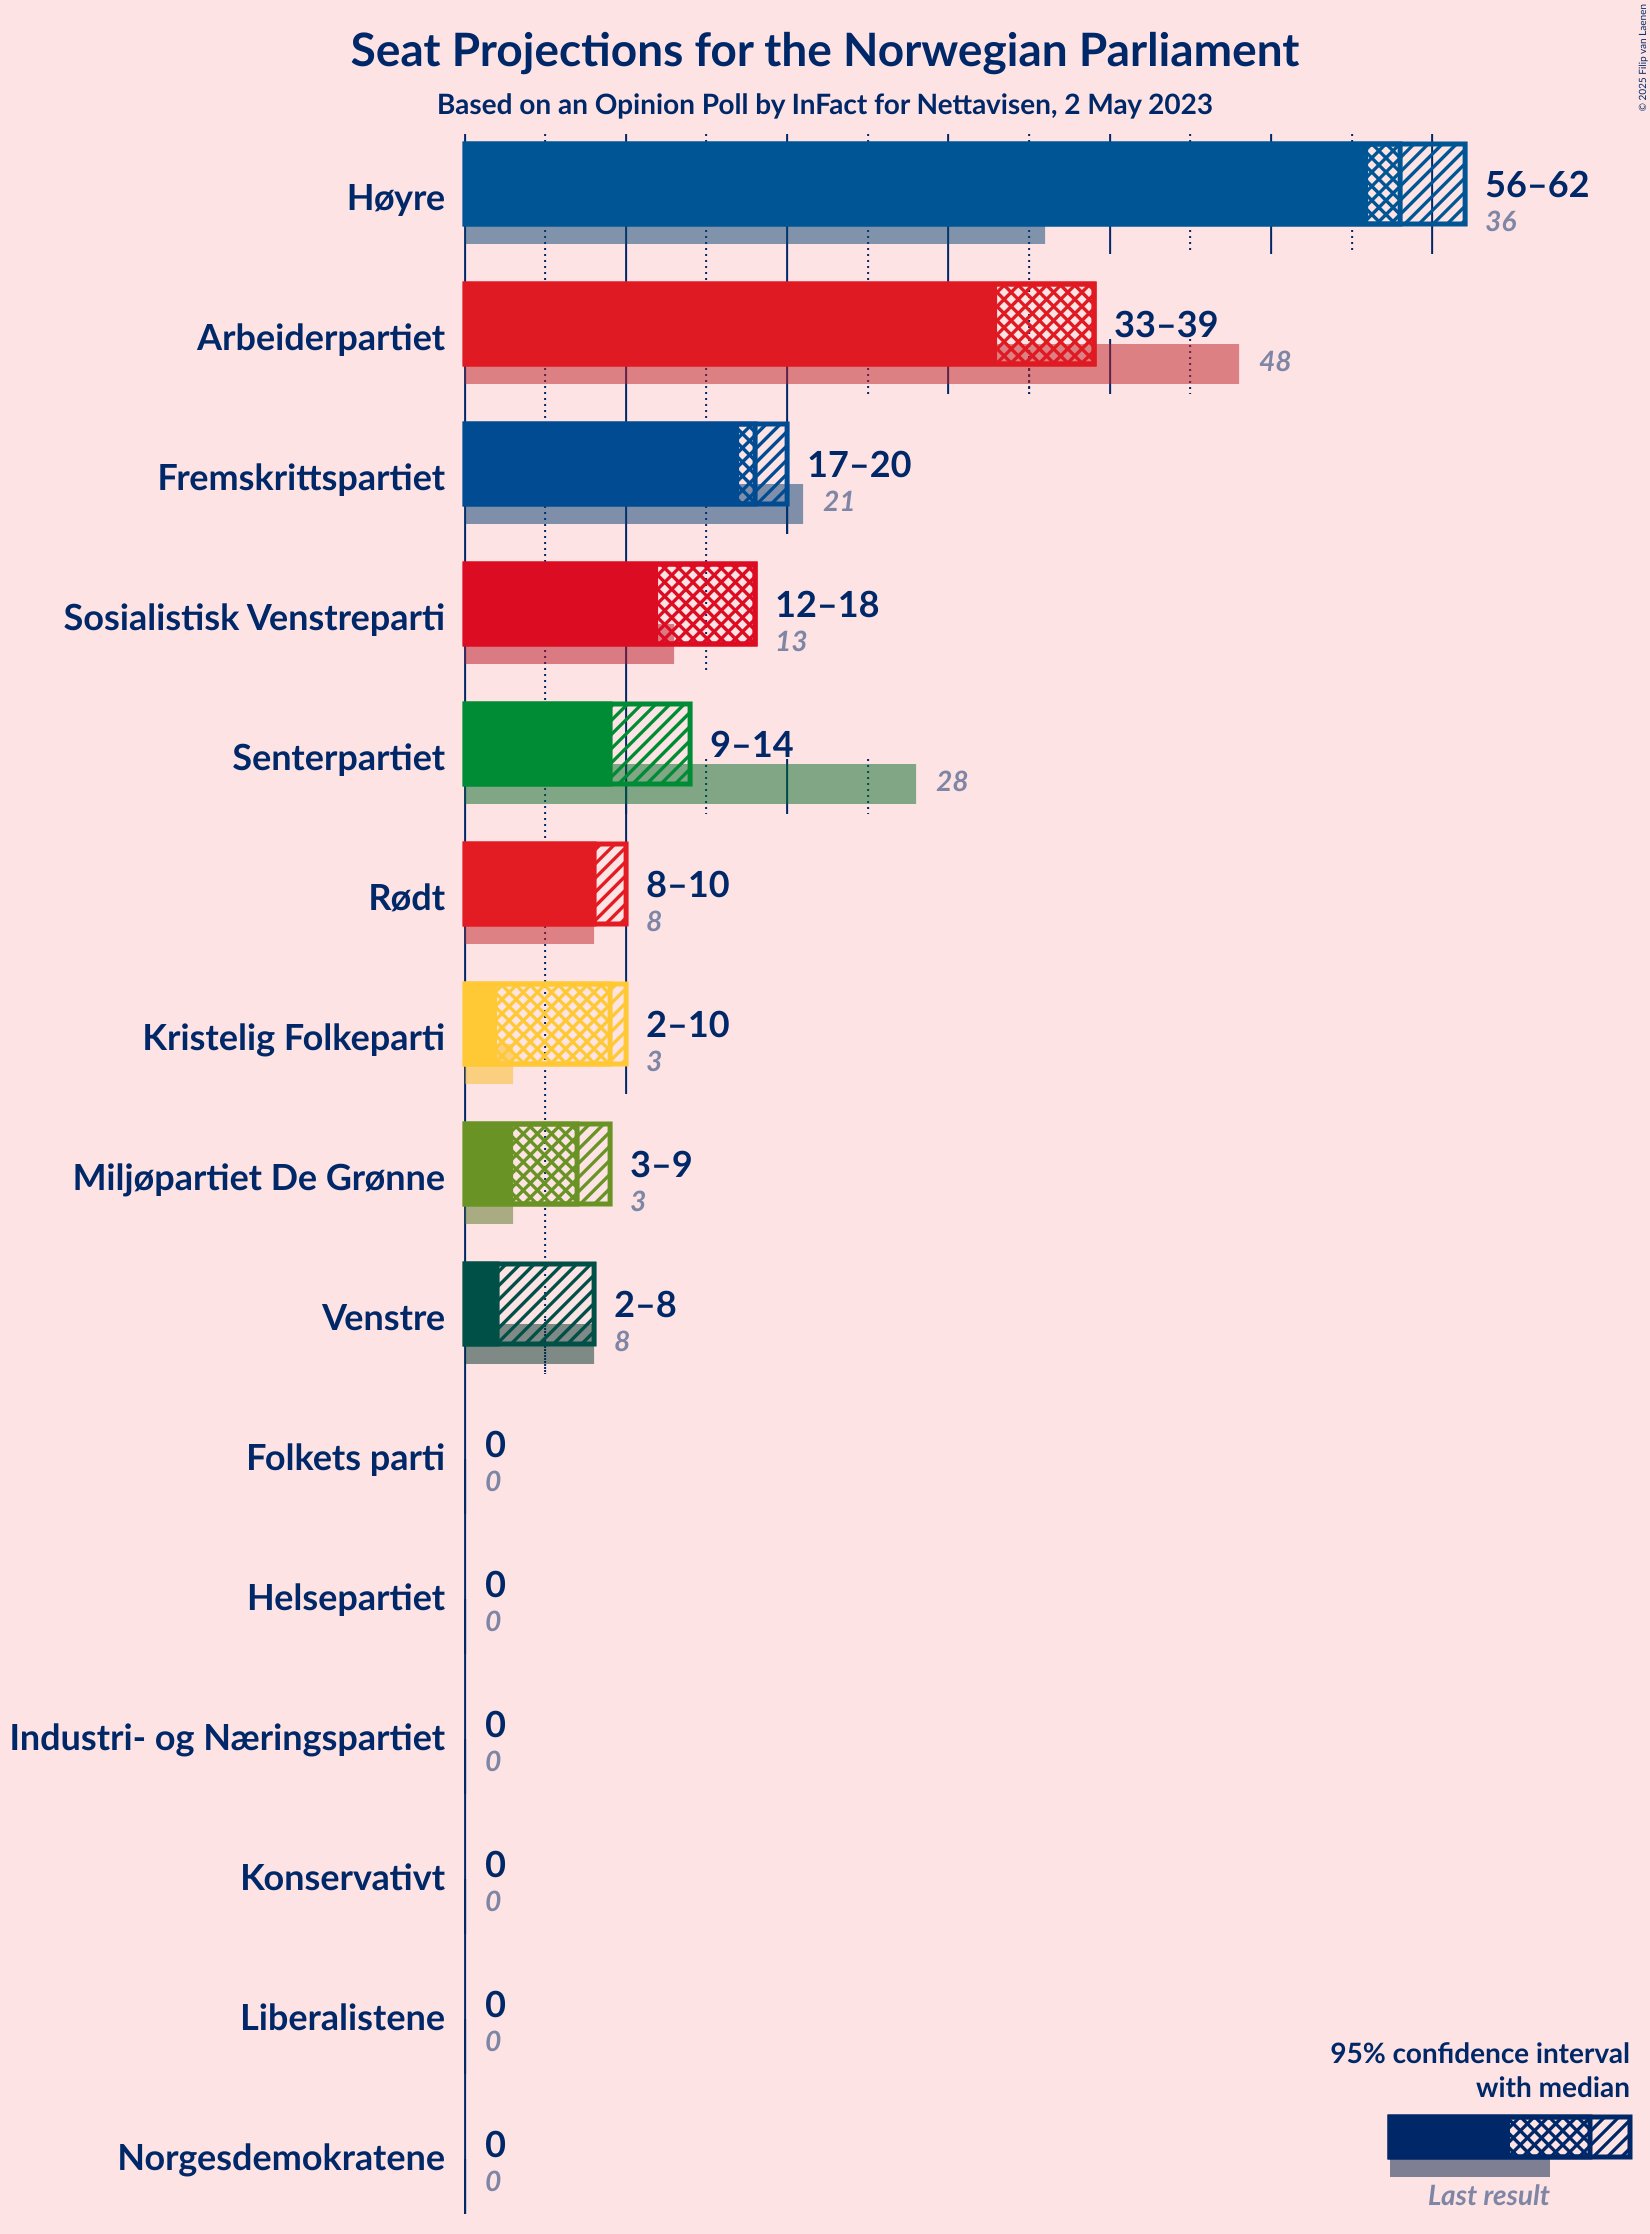 Seat Projections for the Norwegian Parliament
Based on an Opinion Poll by InFact for Nettavisen, 2 May 2023
© 2025 Filip van Laenen
Høyre
56–62
36
Arbeiderpartiet
33–39
48
Fremskrittspartiet
17–20
21
Sosialistisk Venstreparti
12–18
13
Senterpartiet
9–14
28
Rødt
8–10
8
Kristelig Folkeparti
2–10
3
Miljøpartiet De Grønne
3–9
3
Venstre
2–8
8
Folkets parti
0
0
Helsepartiet
0
0
Industri- og Næringspartiet
0
0
Konservativt
0
0
Liberalistene
0
0
Norgesdemokratene
0
0
95% confidence interval
with median
Last result